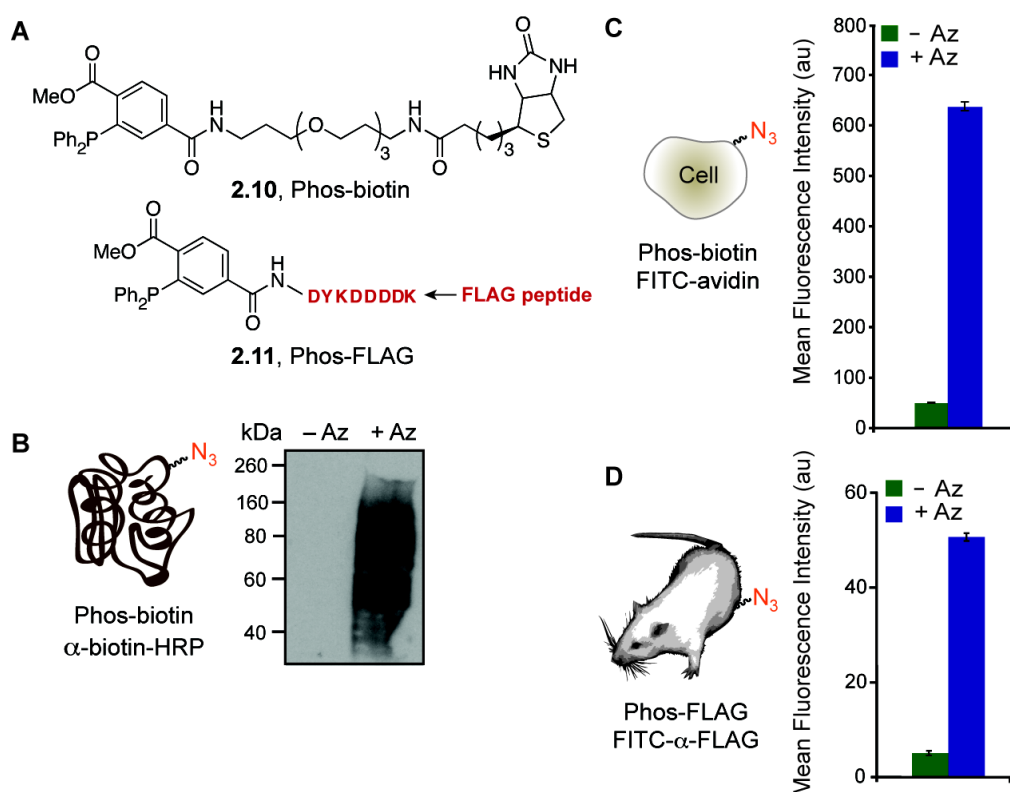 A
O
MeO
Ph2P
O
H
N
O
3
H
N
O
3
O
HN
NH
S
2.10, Phos-biotin
O
MeO
Ph2P
O
H
N
DYKDDDDK ← FLAG peptide
2.11, Phos-FLAG
B
N3
Phos-biotin
α-biotin-HRP
kDa – Az + Az
260
160
80
60
40
C
N3
Cell
Phos-biotin
FITC-avidin
Mean Fluorescence Intensity (au)
– Az
+ Az
800
700
600
500
400
300
200
100
0
D
N3
Phos-FLAG
FITC-α-FLAG
Mean Fluorescence Intensity (au)
– Az
+ Az
60
40
20
0